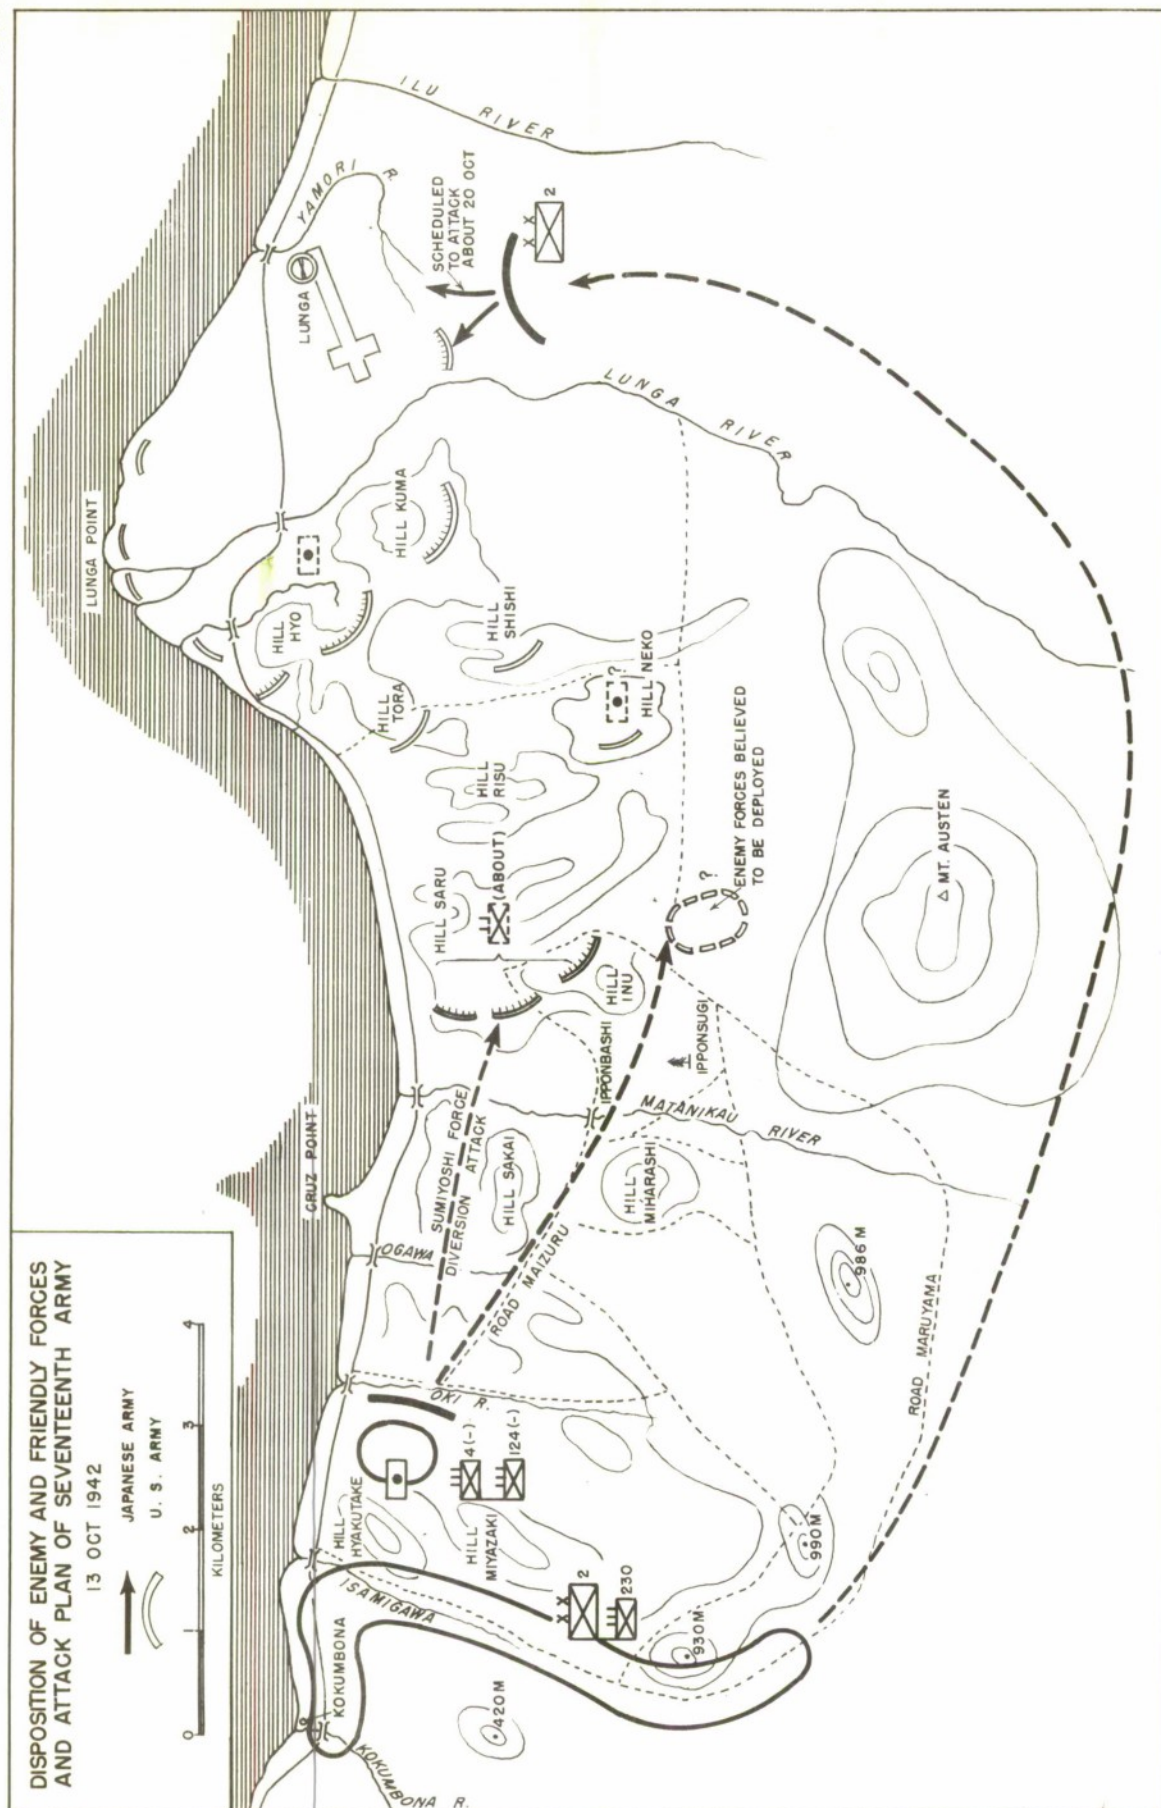 DISPOSITION OF ENEMY AND FRIENDLY FORCES
AND ATTACK PLAN OF SEVENTEENTH ARMY
13 OCT 1942
JAPANESE ARMY
U. S. ARMY
0 1 2 3 4
KILOMETERS
KOKUMBONA
KOKUMBONA R.
420 M
ISAMIGAWA
HILL
HYAKUTAKE
HILL
MIYAZAKI
4 (-)
124 (-)
2
230
930M
990M
OKI R.
OGAWA
CRUZ POINT
SUMIYOSHI FORCE
DIVERSION ATTACK
HILL SAKAI
ROAD MAIZURU
HILL
MIHARASHI
986 M
ROAD MARUYAMA
MATANIKAU
RIVER
IPPONBASHI
IPPONSUGI
HILL
INU
HILL SARU
(ABOUT)
?
ENEMY FORCES BELIEVED
TO BE DEPLOYED
MT. AUSTEN
HILL
RISU
HILL
TORA
HILL NEKO
?
HILL
SHISHI
HILL
HYO
HILL KUMA
LUNGA POINT
LUNGA
RIVER
LUNGA
YAMORI R.
SCHEDULED
TO ATTACK
ABOUT 20 OCT
2
ILU
RIVER